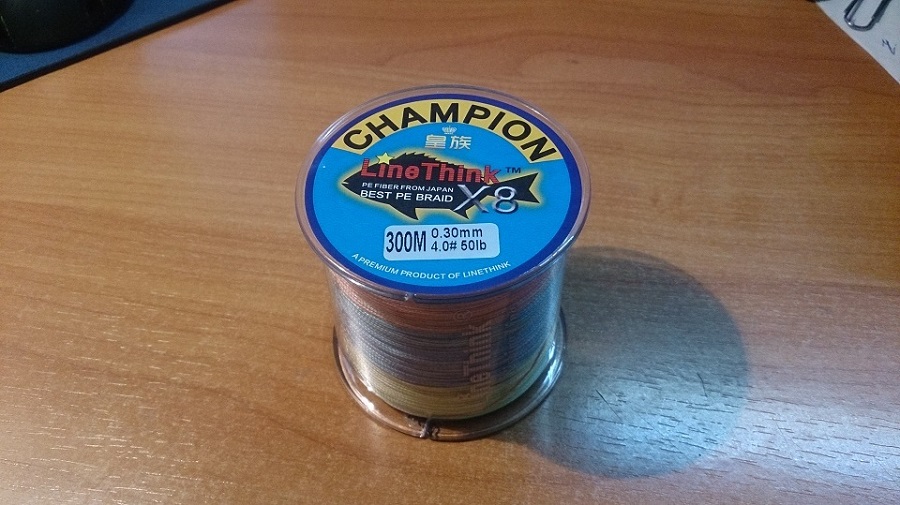 CHAMPION
皇族
LineThink™
PE FIBER FROM JAPAN
BEST PE BRAID X8
300M 0.30mm
4.0# 50lb
A PREMIUM PRODUCT OF LINETHINK
LineThink